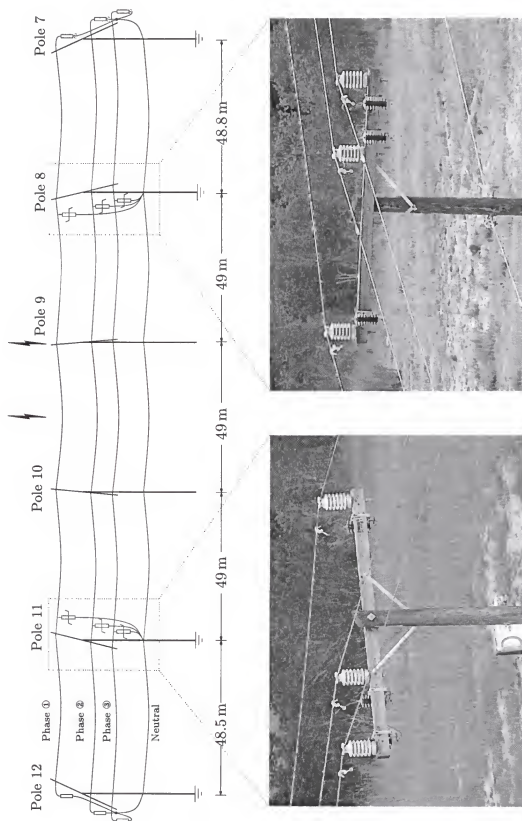 Pole 12
Pole 11
Pole 10
Pole 9
Pole 8
Pole 7
Phase ①
Phase ②
Phase ③
Neutral
48.5 m
49 m
49 m
49 m
48.8 m